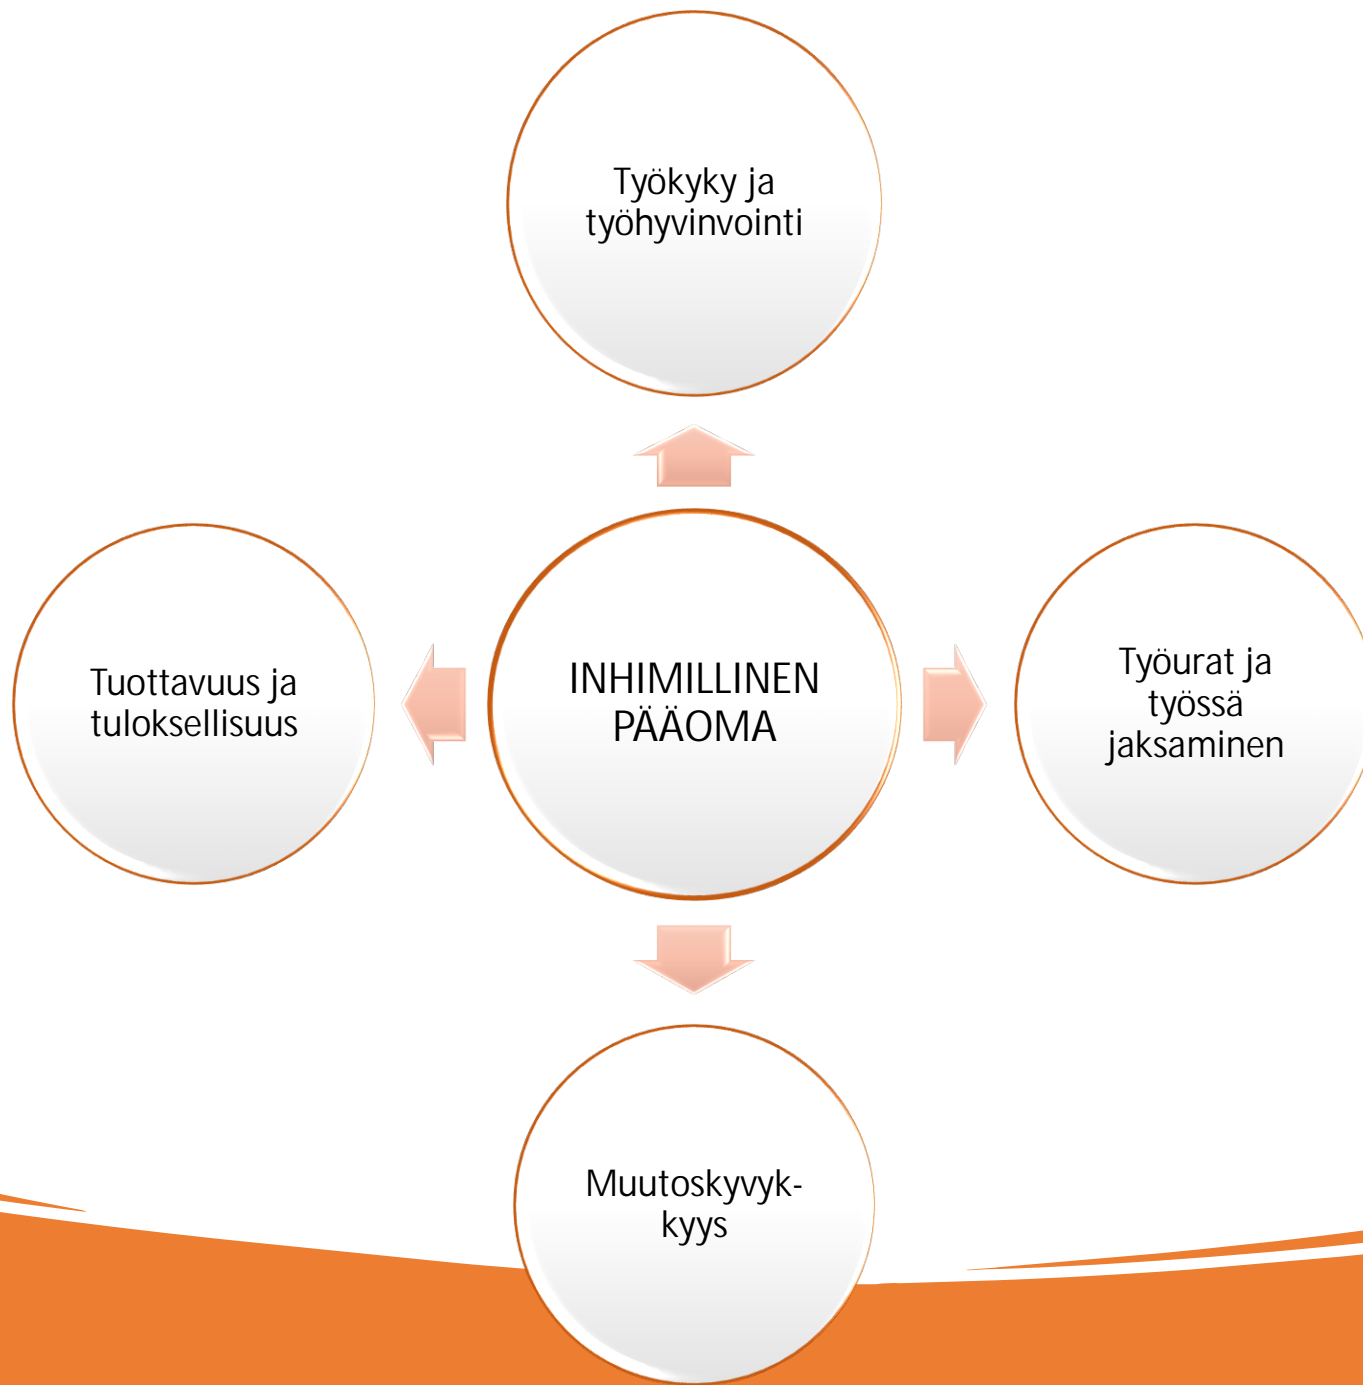 Työkyky ja
työhyvinvointi
Tuottavuus ja
tuloksellisuus
INHIMILLINEN
PÄÄOMA
Työurat ja
työssä
jaksaminen
Muutoskyvyk-
kyys